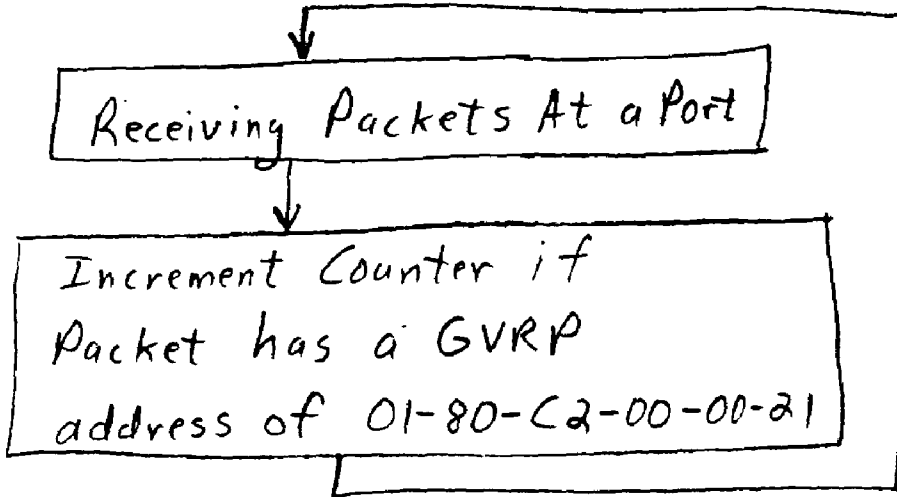 Receiving Packets At a Port
Increment Counter if
Packet has a GVRP
address of 01-80-C2-00-00-21